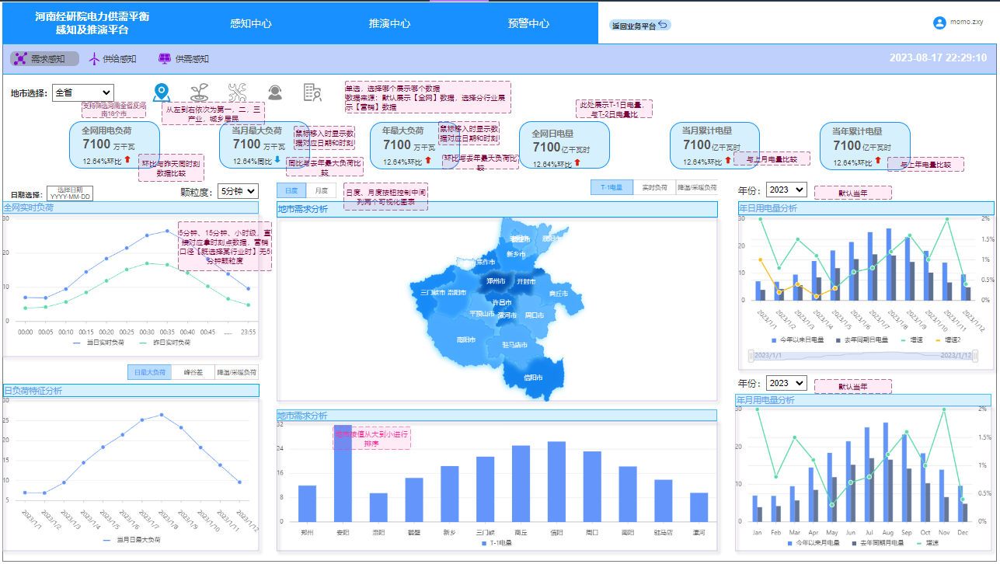 河南经研院电力供需平衡
感知及推演平台
感知中心
推演中心
预警中心
返回业务平台
momo.zxy
需求感知
供给感知
供需感知
2023-08-17 22:29:10
地市选择:
全省
支持筛选河南全省及河
南18个市
从左到右依次为第一，二，三
产业，城乡居民
单选，选择哪个展示哪个数据
数据来源：默认展示【全网】数据，选择分行业展
示【营销】数据
此处展示T-1日电量，
与T-2日电量比
全网用电负荷
7100 万千瓦
12.64%环比
环比与昨天同时刻
数据比较
当月最大负荷
7100 万千瓦
12.64%同比
鼠标移入时显示数
据对应日期和时刻
同比与去年最大负荷比
较
年最大负荷
7100 万千瓦
12.64%环比
鼠标移入时显示数
据对应日期和时刻
环比与去年最大负荷比
较
全网日电量
7100亿千瓦时
12.64%环比
当月累计电量
7100亿千瓦时
12.64%环比
与上月电量比较
当年累计电量
7100亿千瓦时
12.64%环比
与上年电量比较
日期选择:
选择日期
YYYY-MM-DD
颗粒度：
5分钟
全网实时负荷
5分钟、15分钟、小时级，直
接对应拿时刻点数据，营销
口径【既选择某行业时】无5
分钟颗粒度
30
20
10
0
00:00 00:05 00:10 00:15 00:20 00:25 00:30 00:35 00:40 00:45 ..... 23:55
当日实时负荷 昨日实时负荷
日最大负荷 峰谷差 降温/采暖负荷
日负荷特征分析
30
25
20
15
10
5
2023/1/1 2023/1/2 2023/1/3 2023/1/4 2023/1/5 2023/1/6 2023/1/7 2023/1/8 2023/1/9 2023/1/10 2023/1/11 2023/1/12
当月日最大负荷
日度 月度
日度、月度按钮控制中间
列两个可视化图表
T-1电量 实时负荷 降温/采暖负荷
地市需求分析
新乡市
焦作市
郑州市
开封市
三门峡市
洛阳市
商丘市
许昌市
平顶山市
漯河市
周口市
南阳市
驻马店市
信阳市
地市需求分析
地市按值从大到小进行
排序
32
24
16
8
0
郑州 安阳 洛阳 鹤壁 新乡 三门峡 商丘 信阳 周口 南阳 驻马店 漯河
T-1电量
年份：
2023
默认当年
年日用电量分析
30
20
10
0
2%
1.5%
1%
0.5%
0%
2023/1/1 2023/1/2 2023/1/3 2023/1/4 2023/1/5 2023/1/6 2023/1/7 2023/1/8 2023/1/9 2023/1/10 2023/1/11 2023/1/12
今年以来日电量 去年同期日电量 增速 增速2
2023/1/1
2023/1/12
年份：
2023
默认当年
年月用电量分析
30
20
10
0
2%
1.5%
1%
0.5%
0%
Jan Feb Mar Apr May Jun Jul Aug Sep Oct Nov Dec
今年以来月电量 去年同期月电量 增速